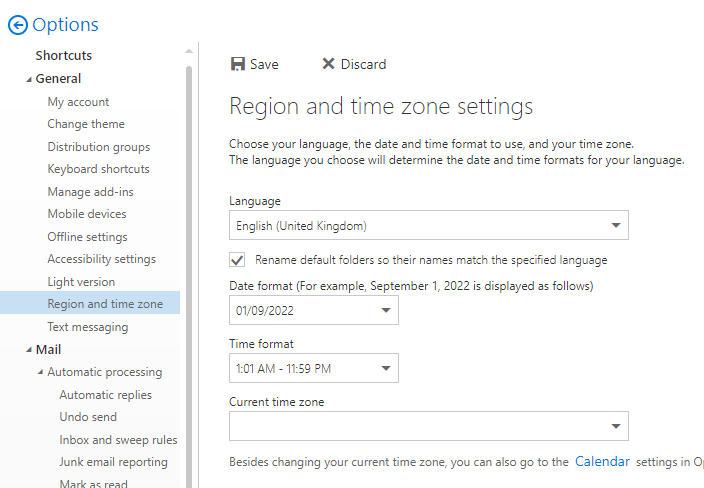 Options
Shortcuts
General
My account
Change theme
Distribution groups
Keyboard shortcuts
Manage add-ins
Mobile devices
Offline settings
Accessibility settings
Light version
Region and time zone
Text messaging
Mail
Automatic processing
Automatic replies
Undo send
Inbox and sweep rules
Junk email reporting
Mark as read
Save Discard
Region and time zone settings
Choose your language, the date and time format to use, and your time zone.
The language you choose will determine the date and time formats for your language.
Language
English (United Kingdom)
Rename default folders so their names match the specified language
Date format (For example, September 1, 2022 is displayed as follows)
01/09/2022
Time format
1:01 AM - 11:59 PM
Current time zone
Besides changing your current time zone, you can also go to the Calendar settings in